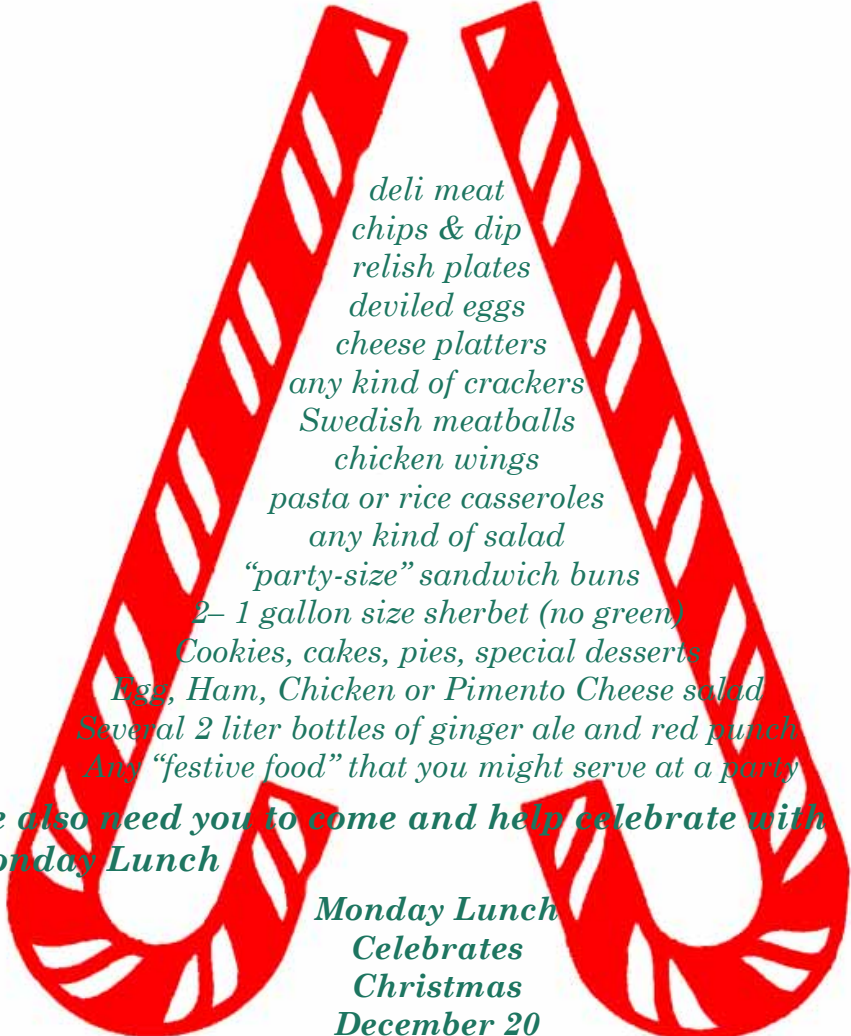 deli meat
chips & dip
relish plates
deviled eggs
cheese platters
any kind of crackers
Swedish meatballs
chicken wings
pasta or rice casseroles
any kind of salad
“party-size” sandwich buns
2– 1 gallon size sherbet (no green)
Cookies, cakes, pies, special desserts
Egg, Ham, Chicken or Pimento Cheese salad
Several 2 liter bottles of ginger ale and red punch
Any “festive food” that you might serve at a party
e also need you to come and help celebrate with
onday Lunch
Monday Lunch
Celebrates
Christmas
December 20